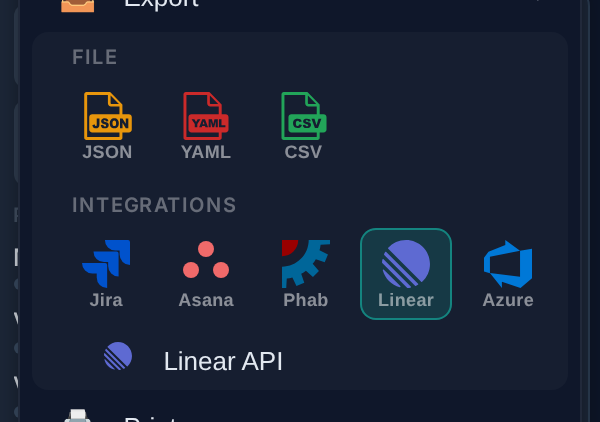 Export
FILE
JSON YAML CSV
JSON YAML CSV
INTEGRATIONS
Jira Asana Phab Linear Azure
Linear API